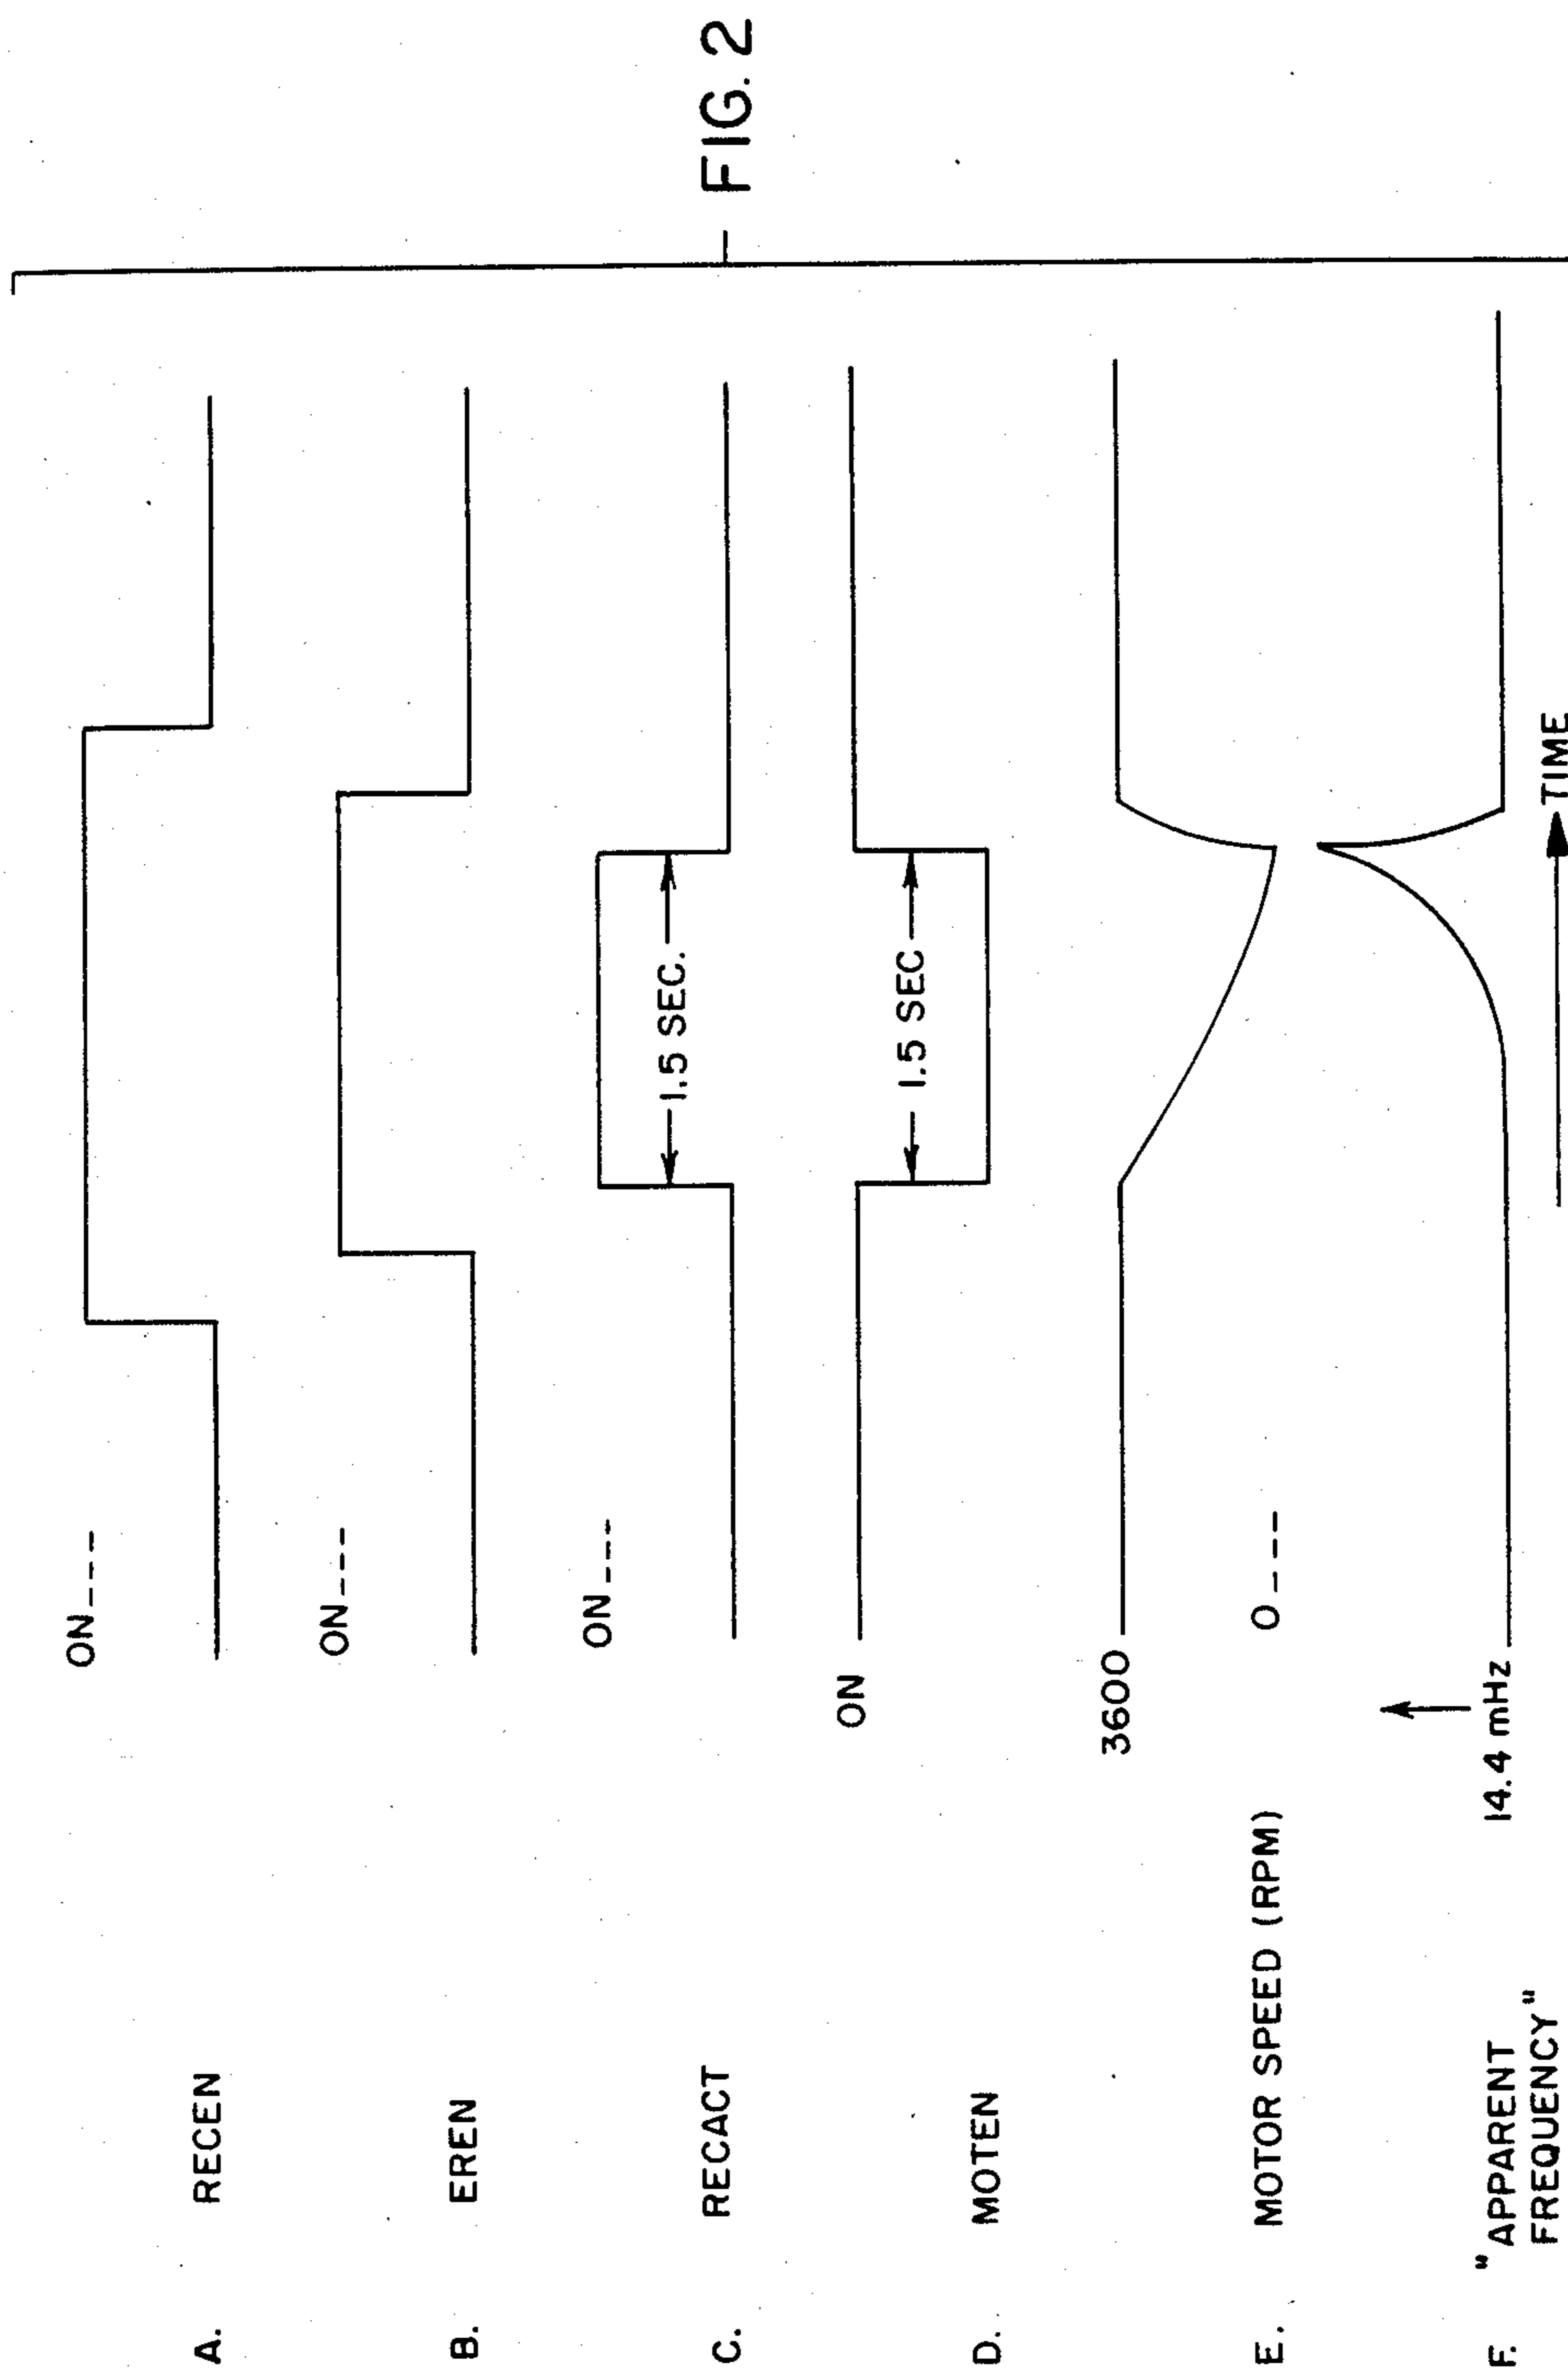 A. RECEN ON
B. EREN ON
C. RECACT ON
1.5 SEC.
D. MOTEN ON
1.5 SEC
E. MOTOR SPEED (RPM) 3600
0
F. "APPARENT 14.4 mHz
FREQUENCY"
TIME
FIG. 2